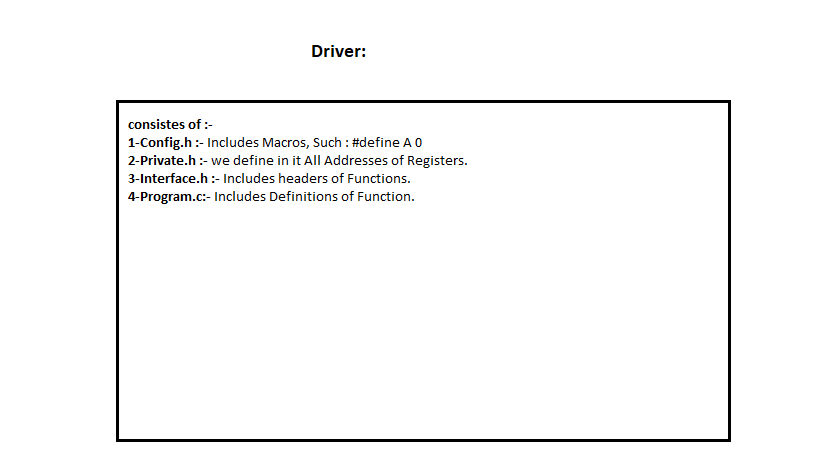 Driver:
consistes of :-
1-Config.h :- Includes Macros, Such : #define A 0
2-Private.h :- we define in it All Addresses of Registers.
3-Interface.h :- Includes headers of Functions.
4-Program.c:- Includes Definitions of Function.